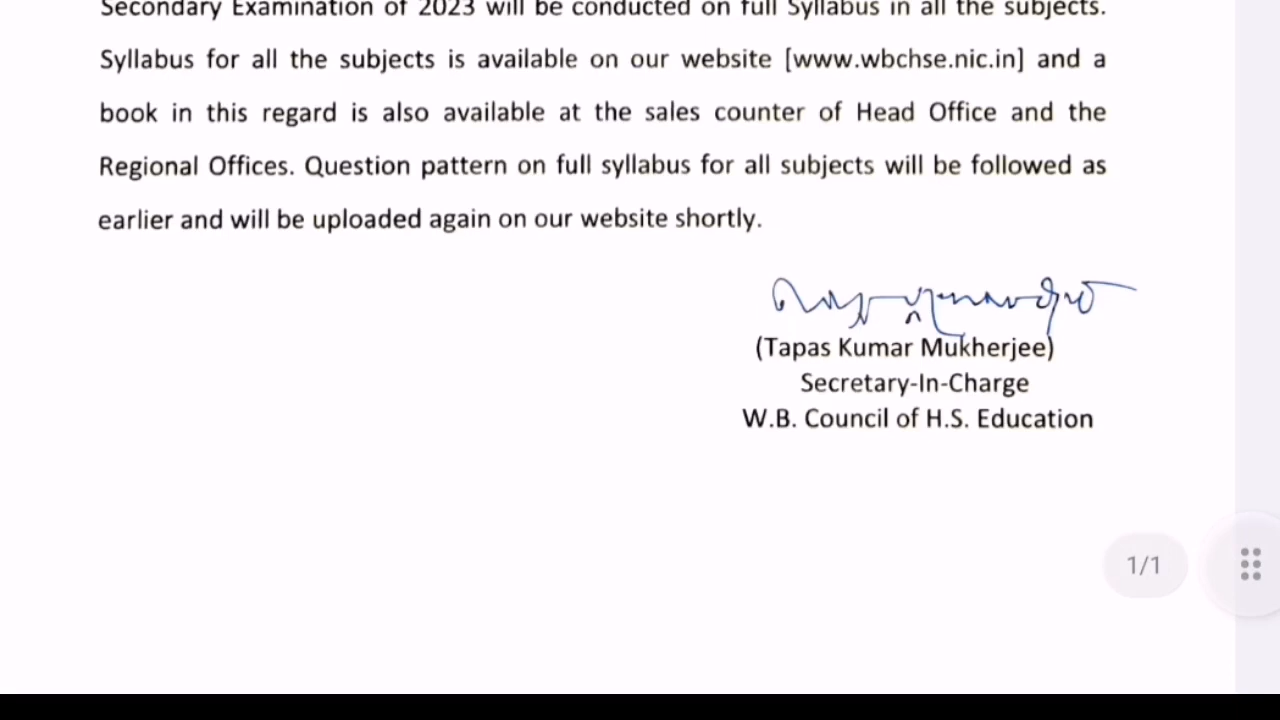 Secondary Examination of 2023 will be conducted on full Syllabus in all the subjects.
Syllabus for all the subjects is available on our website [www.wbchse.nic.in] and a
book in this regard is also available at the sales counter of Head Office and the
Regional Offices. Question pattern on full syllabus for all subjects will be followed as
earlier and will be uploaded again on our website shortly.
(Tapas Kumar Mukherjee)
Secretary-In-Charge
W.B. Council of H.S. Education
1/1